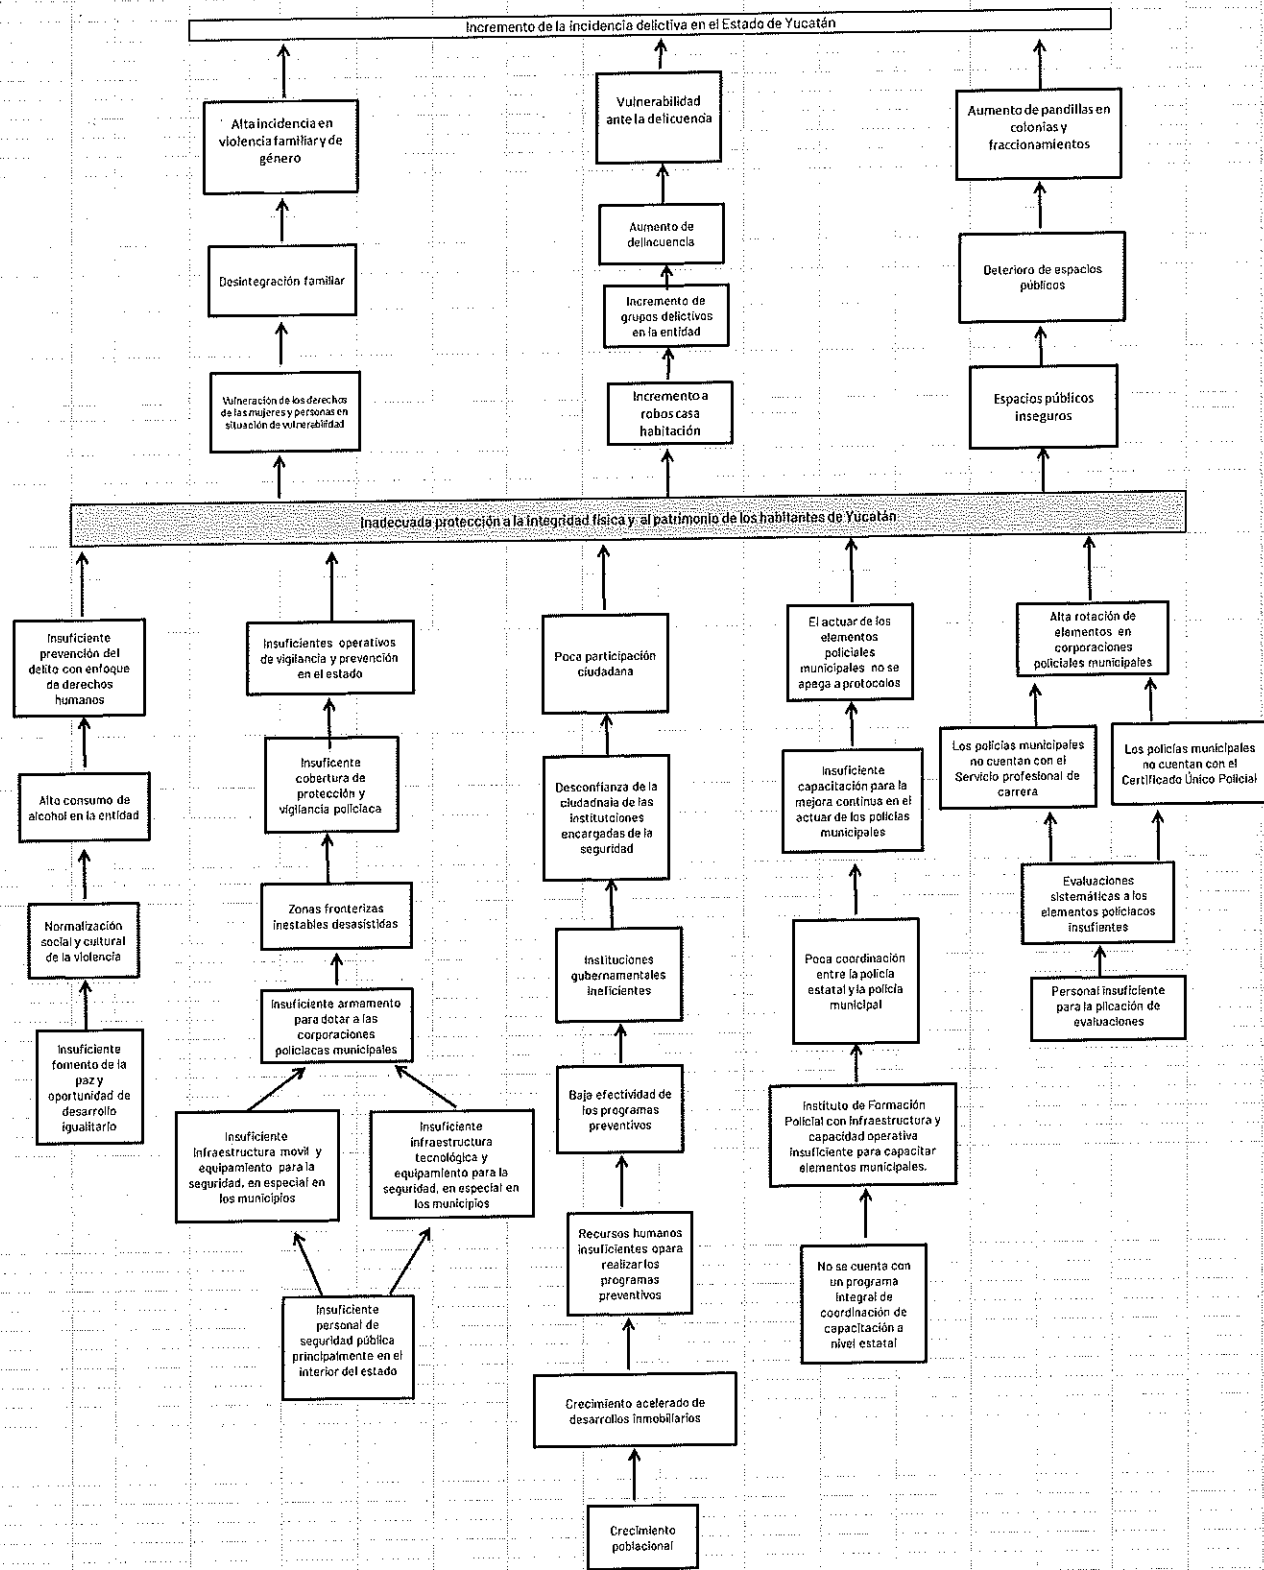 Incremento de la incidencia delictiva en el Estado de Yucatán
Alta incidencia en
violencia familiar y de
género
Vulnerabilidad
ante la delicuencia
Aumento de pandillas en
colonias y
fraccionamientos
Desintegración familiar
Aumento de
delincuencia
Deterioro de espacios
públicos
Incremento de
grupos delictivos
en la entidad
Vulneración de los derechos
de las mujeres y personas en
situación de vulnerabilidad
Incremento a
robos casa
habitación
Espacios públicos
inseguros
Inadecuada protección a la integridad física y al patrimonio de los habitantes de Yucatán
Insuficiente
prevención del
delito con enfoque
de derechos
humanos
Insuficientes operativos
de vigilancia y prevención
en el estado
Poca participación
ciudadana
El actuar de los
elementos
policiales
municipales no se
apega a protocolos
Alta rotación de
elementos en
corporaciones
policiales municipales
Alto consumo de
alcohol en la entidad
Insuficente
cobertura de
protección y
vigilancia policiaca
Desconfianza de la
ciudadnaia de las
instituciones
encargadas de la
seguridad
Insuficiente
capacitación para la
mejora continua en el
actuar de los policías
municipales
Los policías municipales
no cuentan con el
Servicio profesional de
carrera
Los policías municipales
no cuentan con el
Certificado Único Policial
Normalización
social y cultural
de la violencia
Zonas fronterizas
inestables desasistidas
Instituciones
gubernamentales
ineficientes
Poca coordinación
entre la policía
estatal y la policía
municipal
Evaluaciones
sistemáticas a los
elementos policiacos
insufientes
Insuficiente
fomento de la
paz y
oportunidad de
desarrollo
igualitario
Insuficiente armamento
para dotar a las
corporaciones
policiacas municipales
Baja efectividad de
los programas
preventivos
Instituto de Formación
Policial con infraestructura y
capacidad operativa
insuficiente para capacitar
elementos municipales.
Personal insuficiente
para la plicación de
evaluaciones
Insuficiente
infraestructura movil y
equipamiento para la
seguridad, en especial en
los municipios
Insuficiente
infraestructura
tecnológica y
equipamiento para la
seguridad, en especial en
los municipios
Recursos humanos
insuficientes opara
realizar los
programas
preventivos
No se cuenta con
un programa
integral de
coordinación de
capacitación a
nivel estatal
Insuficiente
personal de
seguridad pública
principalmente en el
interior del estado
Crecimiento acelerado de
desarrollos inmobiliarios
Crecimiento
poblacional